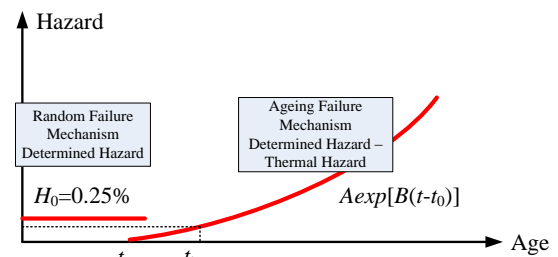 Hazard
Random Failure
Mechanism
Determined Hazard
Ageing Failure
Mechanism
Determined Hazard –
Thermal Hazard
H₀=0.25%
Aexp[B(t-t₀)]
Age
t
t